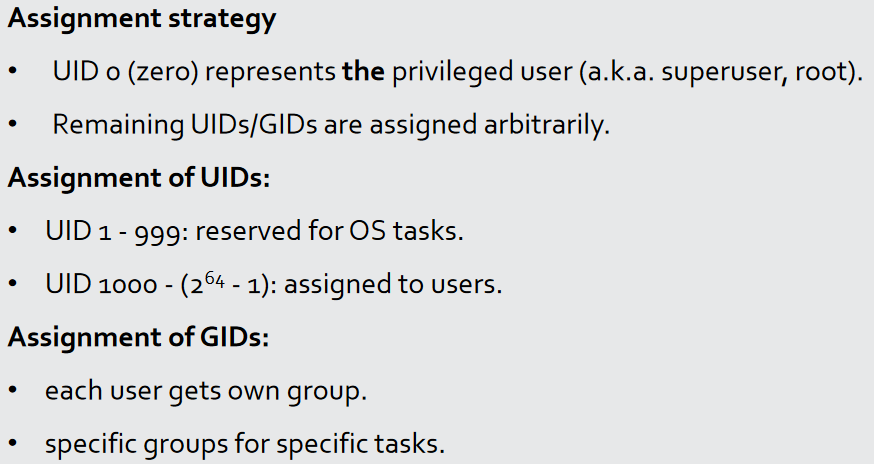 Assignment strategy
• UID 0 (zero) represents the privileged user (a.k.a. superuser, root).
• Remaining UIDs/GIDs are assigned arbitrarily.
Assignment of UIDs:
• UID 1 - 999: reserved for OS tasks.
• UID 1000 - (2⁶⁴ - 1): assigned to users.
Assignment of GIDs:
• each user gets own group.
• specific groups for specific tasks.